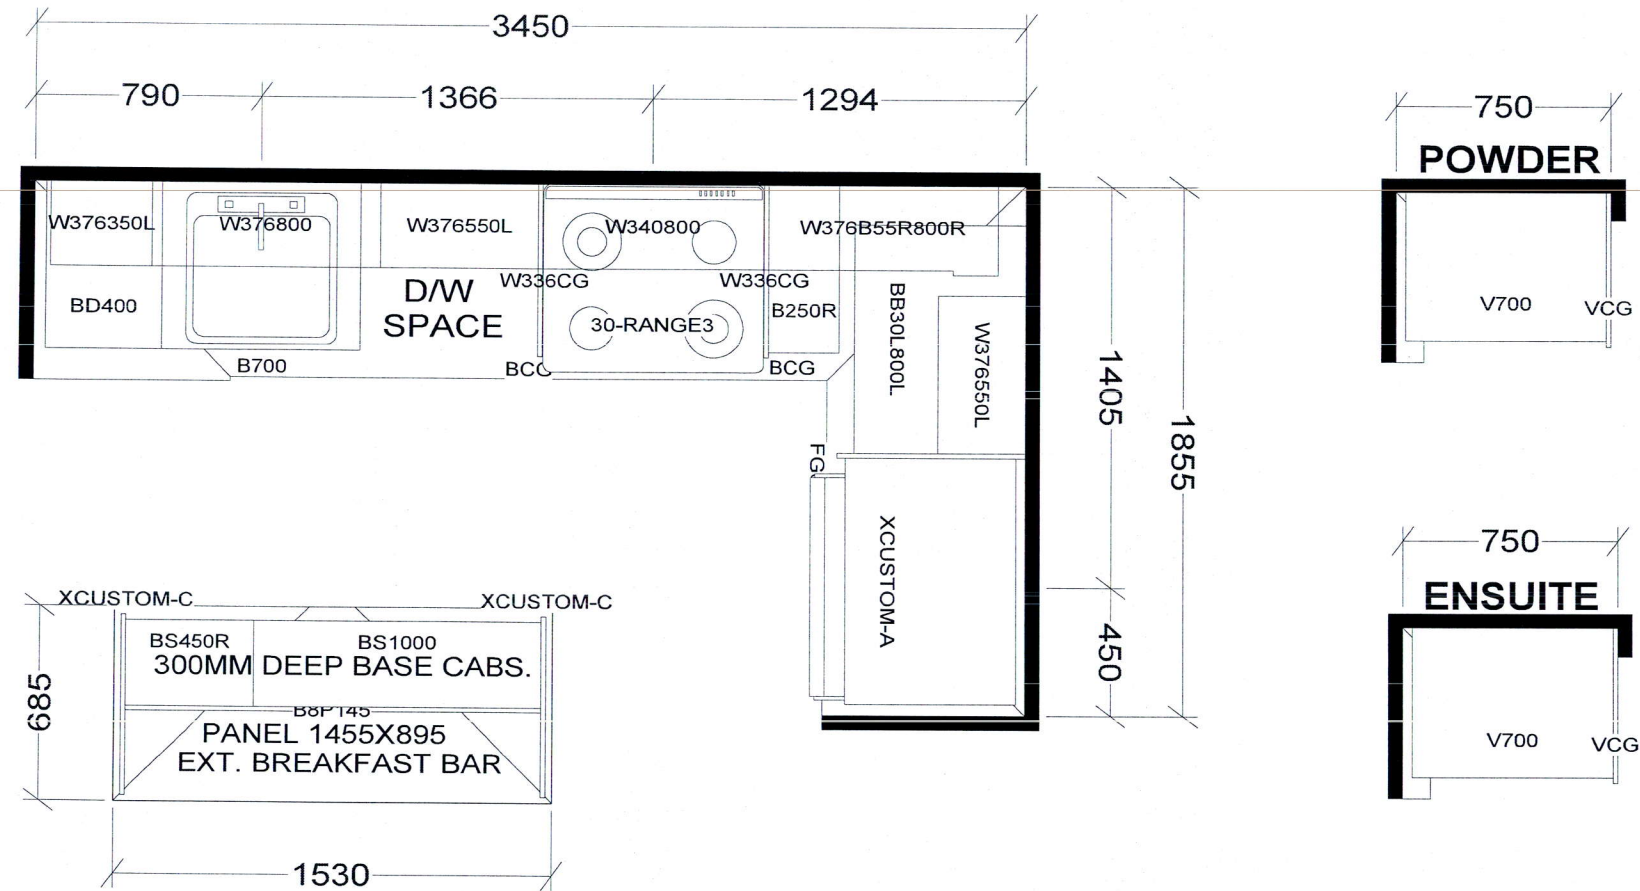 3450
790
1366
1294
750
POWDER
W376350L
W376800
W376550L
W340800
W376B55R800R
W336CG
W336CG
D/W
SPACE
BD400
30-RANGE3
B250R
BB30L800L
W376550L
B700
BCG
BCG
V700
VCG
1405
1855
FG
XCUSTOM-A
450
750
ENSUITE
V700
VCG
XCUSTOM-C
XCUSTOM-C
BS450R
BS1000
300MM DEEP BASE CABS.
685
B8P145
PANEL 1455X895
EXT. BREAKFAST BAR
1530